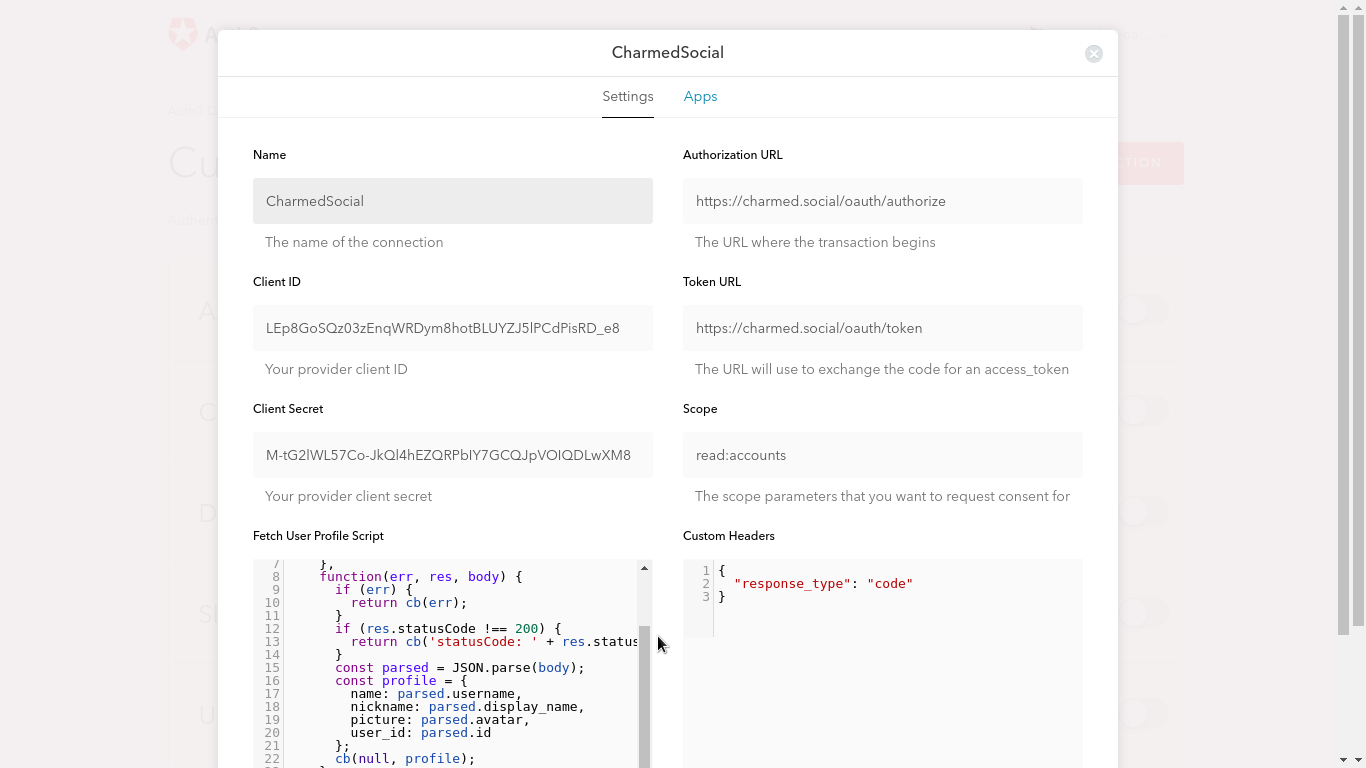 CharmedSocial
Settings
Apps
Name
CharmedSocial
The name of the connection
Authorization URL
https://charmed.social/oauth/authorize
The URL where the transaction begins
Client ID
LEp8GoSQz03zEnqWRDym8hotBLUYZJ5lPCdPisRD_e8
Your provider client ID
Token URL
https://charmed.social/oauth/token
The URL will use to exchange the code for an access_token
Client Secret
M-tG2lWL57Co-JkQl4hEZQRPbIY7GCQJpVOIQDLwXM8
Your provider client secret
Scope
read:accounts
The scope parameters that you want to request consent for
Fetch User Profile Script
7 },
8 function(err, res, body) {
9 if (err) {
10 return cb(err);
11 }
12 if (res.statusCode !== 200) {
13 return cb('statusCode: ' + res.status
14 }
15 const parsed = JSON.parse(body);
16 const profile = {
17 name: parsed.username,
18 nickname: parsed.display_name,
19 picture: parsed.avatar,
20 user_id: parsed.id
21 };
22 cb(null, profile);
Custom Headers
1 {
2 "response_type": "code"
3 }